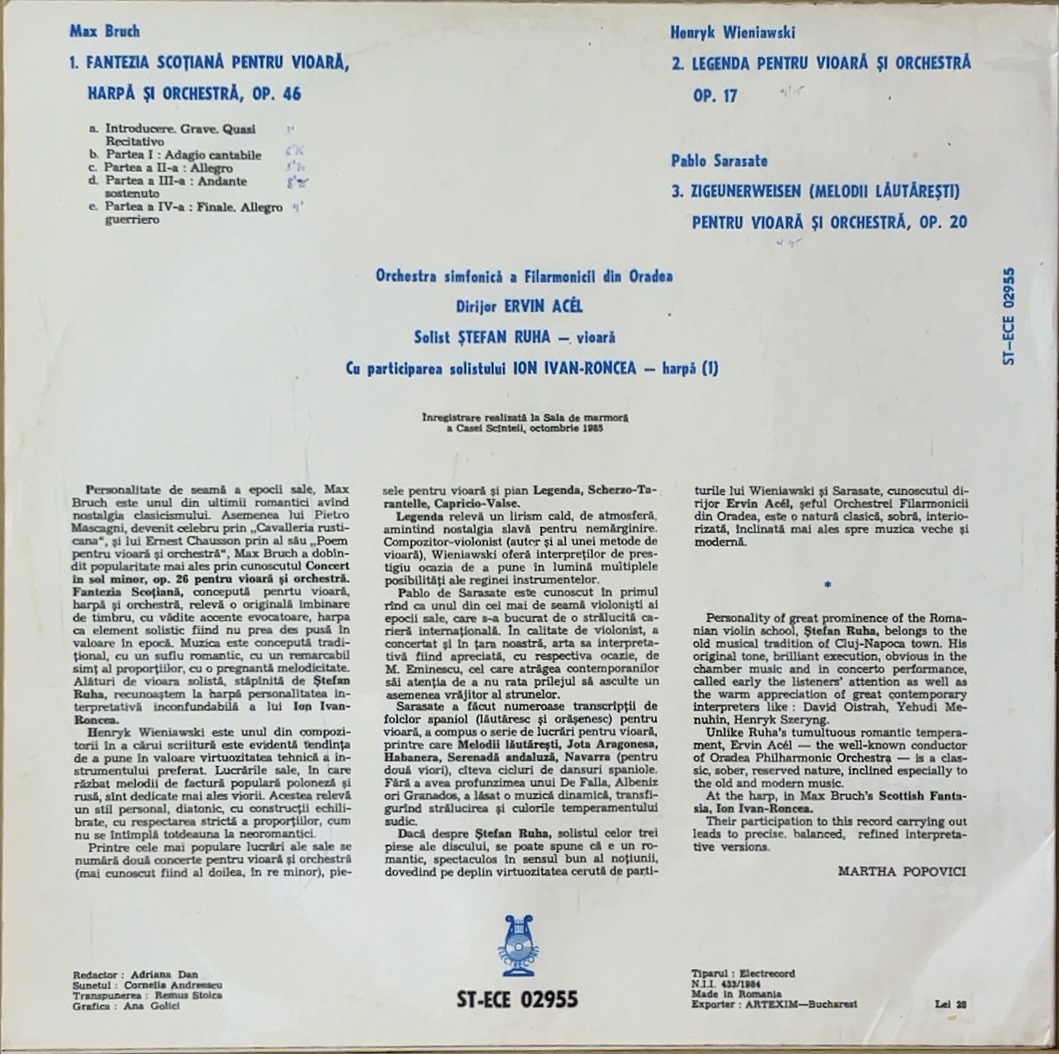 Max Bruch
1. FANTEZIA SCOȚIANĂ PENTRU VIOARĂ,
HARPĂ ȘI ORCHESTRĂ, OP. 46
a. Introducere. Grave. Quasi
Recitativo
b. Partea I : Adagio cantabile
c. Partea a II-a : Allegro
d. Partea a III-a : Andante
sostenuto
e. Partea a IV-a : Finale. Allegro
guerriero
Henryk Wieniawski
2. LEGENDA PENTRU VIOARĂ ȘI ORCHESTRĂ
OP. 17
Pablo Sarasate
3. ZIGEUNERWEISEN (MELODII LĂUTĂREȘTI)
PENTRU VIOARĂ ȘI ORCHESTRĂ, OP. 20
Orchestra simfonică a Filarmonicii din Oradea
Dirijor ERVIN ACÉL
Solist ȘTEFAN RUHA — vioară
Cu participarea solistului ION IVAN-RONCEA — harpă (1)
ST—ECE 02955
Înregistrare realizată la Sala de marmoră
a Casei Scînteii, octombrie 1985
Personalitate de seamă a epocii sale, Max
Bruch este unul din ultimii romantici avînd
nostalgia clasicismului. Asemenea lui Pietro
Mascagni, devenit celebru prin „Cavalleria rusti-
cana“, și lui Ernest Chausson prin al său „Poem
pentru vioară și orchestră“, Max Bruch a dobîn-
dit popularitate mai ales prin cunoscutul Concert
în sol minor, op. 26 pentru vioară și orchestră.
Fantezia Scoțiană, concepută penrtu vioară,
harpă și orchestră, relevă o originală îmbinare
de timbru, cu vădite accente evocatoare, harpa
ca element solistic fiind nu prea des pusă în
valoare în epocă. Muzica este concepută tradi-
țional, cu un suflu romantic, cu un remarcabil
simț al proporțiilor, cu o pregnantă melodicitate.
Alături de vioara solistă, stăpînită de Ștefan
Ruha, recunoaștem la harpă personalitatea in-
terpretativă inconfundabilă a lui Ion Ivan-
Roncea.
Henryk Wieniawski este unul din compozi-
torii în a cărui scriitură este evidentă tendința
de a pune în valoare virtuozitatea tehnică a in-
strumentului preferat. Lucrările sale, în care
răzbat melodii de factură populară poloneză și
rusă, sînt dedicate mai ales viorii. Acestea relevă
un stil personal, diatonic, cu construcții echili-
brate, cu respectarea strictă a proporțiilor, cum
nu se întîmplă totdeauna la neoromantici.
Printre cele mai populare lucrări ale sale se
numără două concerte pentru vioară și orchestră
(mai cunoscut fiind al doilea, în re minor), pie-
sele pentru vioară și pian Legenda, Scherzo-Ta-
rantelle, Capricio-Valse.
Legenda relevă un lirism cald, de atmosferă,
amintind nostalgia slavă pentru nemărginire.
Compozitor-violonist (autor și al unei metode de
vioară), Wieniawski oferă interpreților de pres-
tigiu ocazia de a pune în lumină multiplele
posibilități ale reginei instrumentelor.
Pablo de Sarasate este cunoscut în primul
rînd ca unul din cei mai de seamă violoniști ai
epocii sale, care s-a bucurat de o strălucită ca-
rieră internațională. În calitate de violonist, a
concertat și în țara noastră, arta sa interpreta-
tivă fiind apreciată, cu respectiva ocazie, de
M. Eminescu, cel care atrăgea contemporanilor
săi atenția de a nu rata prilejul să asculte un
asemenea vrăjitor al strunelor.
Sarasate a făcut numeroase transcripții de
folclor spaniol (lăutăresc și orășenesc) pentru
vioară, a compus o serie de lucrări pentru vioară,
printre care Melodii lăutărești, Jota Aragonesa,
Habanera, Serenadă andaluză, Navarra (pentru
două viori), cîteva cicluri de dansuri spaniole.
Fără a avea profunzimea unui De Falla, Albeniz
ori Granados, a lăsat o muzică dinamică, transfi-
gurînd strălucirea și culorile temperamentului
sudic.
Dacă despre Ștefan Ruha, solistul celor trei
piese ale discului, se poate spune că e un ro-
mantic, spectaculos în sensul bun al noțiunii,
dovedind pe deplin virtuozitatea cerută de parti-
turile lui Wieniawski și Sarasate, cunoscutul di-
rijor Ervin Acél, șeful Orchestrei Filarmonicii
din Oradea, este o natură clasică, sobră, interio-
rizată, înclinată mai ales spre muzica veche și
modernă.
*
Personality of great prominence of the Roma-
nian violin school, Ștefan Ruha, belongs to the
old musical tradition of Cluj-Napoca town. His
original tone, brilliant execution, obvious in the
chamber music and in concerto performance,
called early the listeners' attention as well as
the warm appreciation of great contemporary
interpreters like : David Oistrah, Yehudi Me-
nuhin, Henryk Szeryng.
Unlike Ruha's tumultuous romantic tempera-
ment, Ervin Acél — the well-known conductor
of Oradea Philharmonic Orchestra — is a clas-
sic, sober, reserved nature, inclined especially to
the old and modern music.
At the harp, in Max Bruch's Scottish Fanta-
sia, Ion Ivan-Roncea.
Their participation to this record carrying out
leads to precise, balanced, refined interpreta-
tive versions.
MARTHA POPOVICI
Redactor : Adriana Dan
Sunetul : Cornelia Andreescu
Transpunerea : Remus Stoica
Grafica : Ana Golici
ELECTRECORD
ST-ECE 02955
Tiparul : Electrecord
N.I.I. 433/1984
Made in Romania
Exporter : ARTEXIM—Bucharest
Lei 28